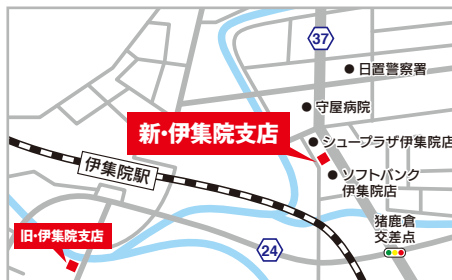 37
日置警察署
守屋病院
新・伊集院支店
シュープラザ伊集院店
伊集院駅
ソフトバンク
伊集院店
猪鹿倉
交差点
旧・伊集院支店
24